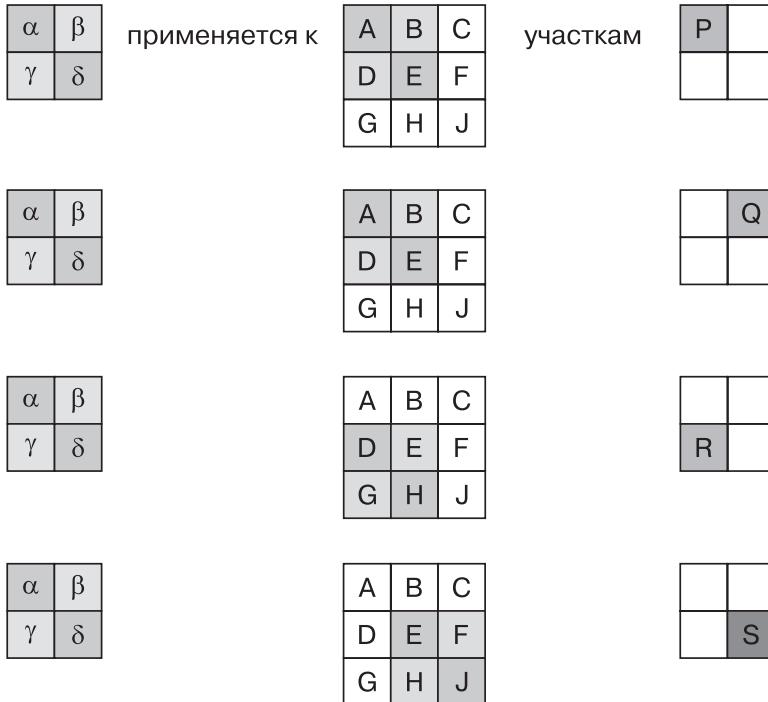 α β применяется к A B C участкам P
γ δ D E F
G H J
α β A B C Q
γ δ D E F
G H J
α β A B C
γ δ D E F R
G H J
α β A B C
γ δ D E F S
G H J